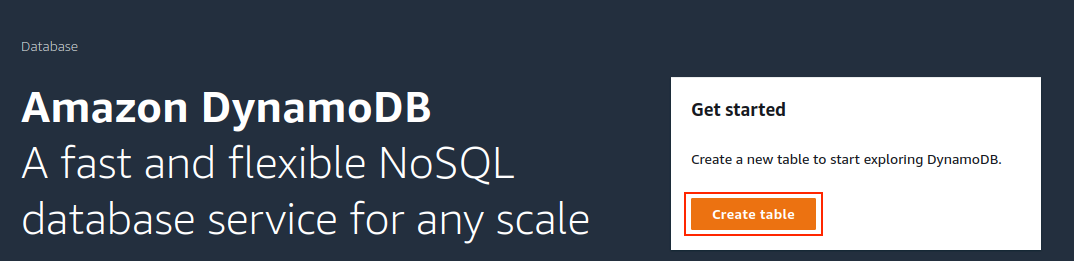 Database
Amazon DynamoDB
A fast and flexible NoSQL
database service for any scale
Get started
Create a new table to start exploring DynamoDB.
Create table